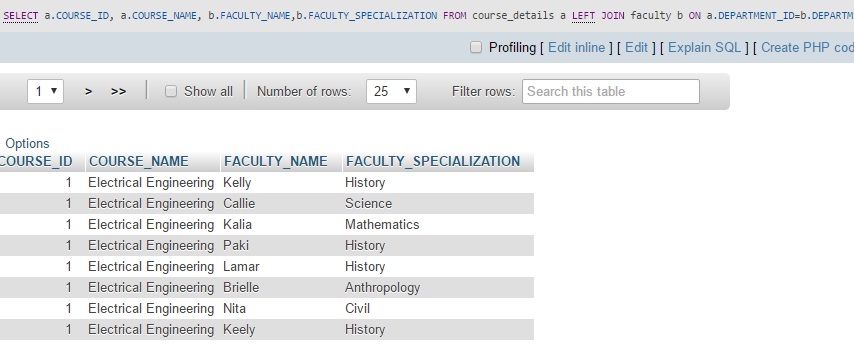 SELECT a.COURSE_ID, a.COURSE_NAME, b.FACULTY_NAME,b.FACULTY_SPECIALIZATION FROM course_details a LEFT JOIN faculty b ON a.DEPARTMENT_ID=b.DEPARTM
Profiling [ Edit inline ] [ Edit ] [ Explain SQL ] [ Create PHP cod
1 > >> Show all Number of rows: 25 Filter rows: Search this table
Options
COURSE_ID COURSE_NAME FACULTY_NAME FACULTY_SPECIALIZATION
1 Electrical Engineering Kelly History
1 Electrical Engineering Callie Science
1 Electrical Engineering Kalia Mathematics
1 Electrical Engineering Paki History
1 Electrical Engineering Lamar History
1 Electrical Engineering Brielle Anthropology
1 Electrical Engineering Nita Civil
1 Electrical Engineering Keely History